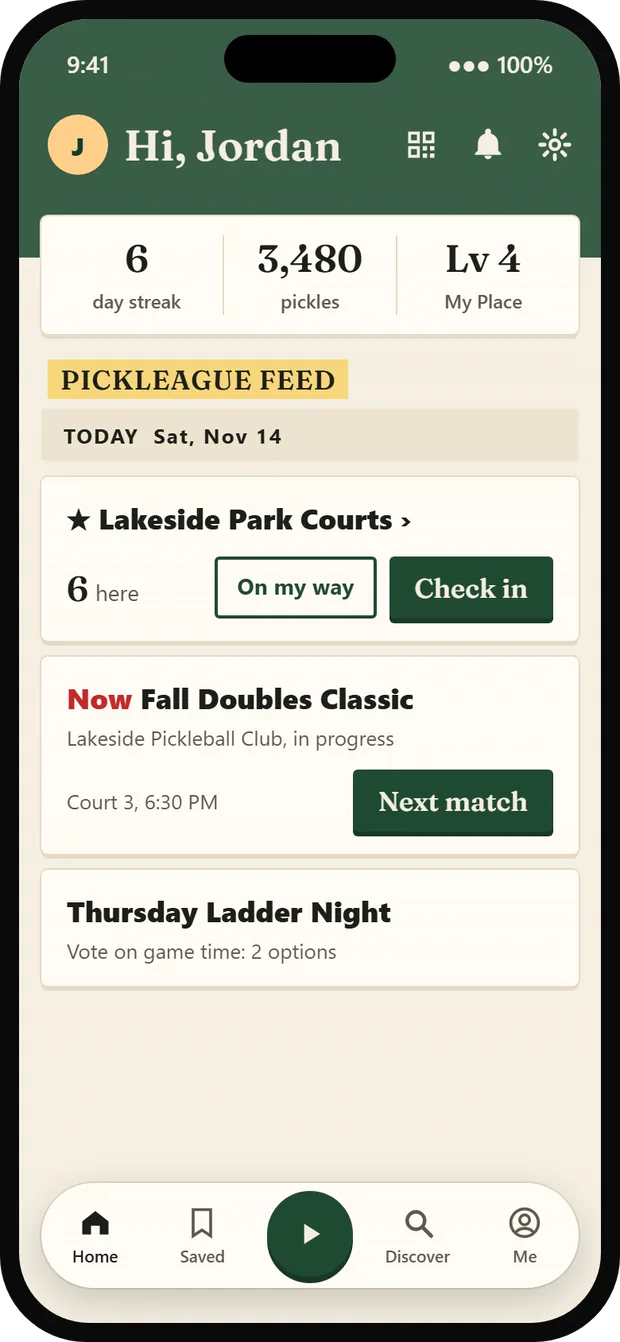 9:41 ●●● 100%
J Hi, Jordan
6 3,480 Lv 4
day streak pickles My Place
PICKLEAGUE FEED
TODAY Sat, Nov 14
★ Lakeside Park Courts ›
6 here On my way Check in
Now Fall Doubles Classic
Lakeside Pickleball Club, in progress
Court 3, 6:30 PM Next match
Thursday Ladder Night
Vote on game time: 2 options
Home Saved Discover Me